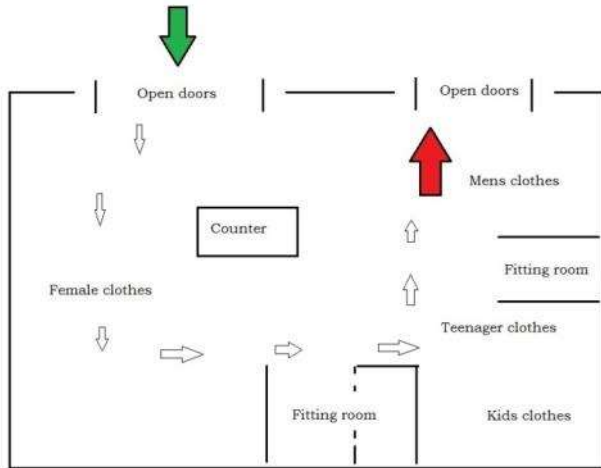 Open doors
Open doors
Mens clothes
Counter
Fitting room
Female clothes
Teenager clothes
Fitting room
Kids clothes